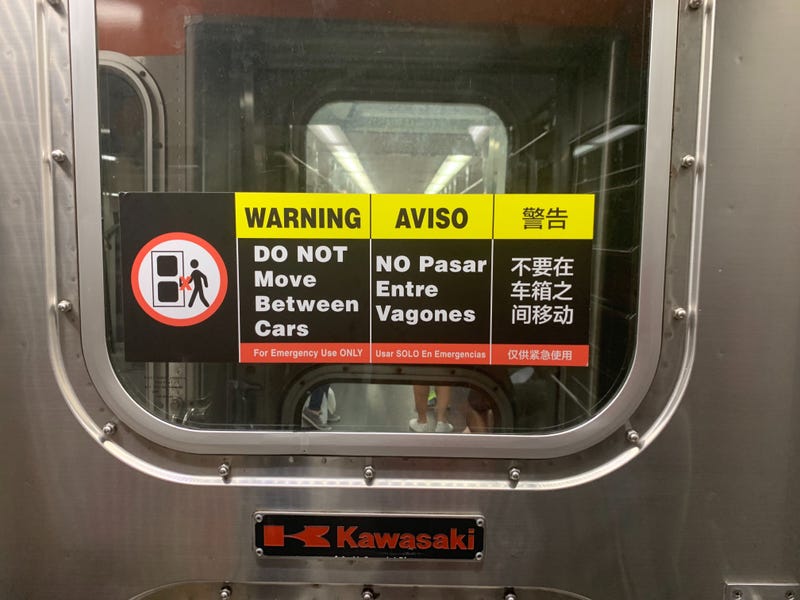 WARNING
DO NOT
Move
Between
Cars
For Emergency Use ONLY
AVISO
NO Pasar
Entre
Vagones
Usar SOLO En Emergencias
警告
不要在
车箱之
间移动
仅供紧急使用
Kawasaki